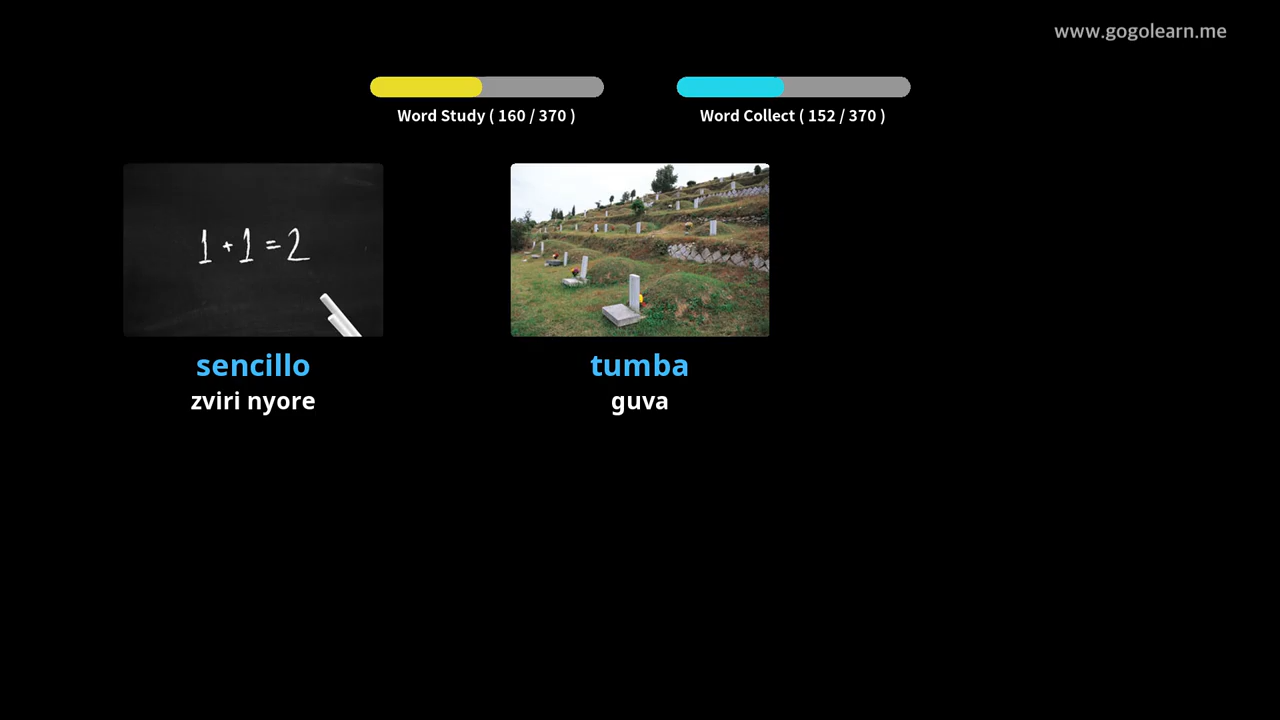 www.gogolearn.me
Word Study ( 160 / 370 )
Word Collect ( 152 / 370 )
1 + 1 = 2
sencillo
zviri nyore
tumba
guva